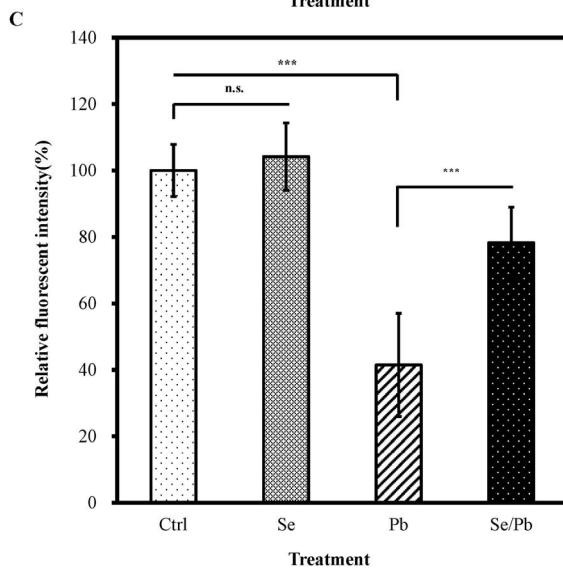 Treatment
C
Relative fluorescent intensity(%)
140
120
100
80
60
40
20
0
***
n.s.
***
Ctrl Se Pb Se/Pb
Treatment